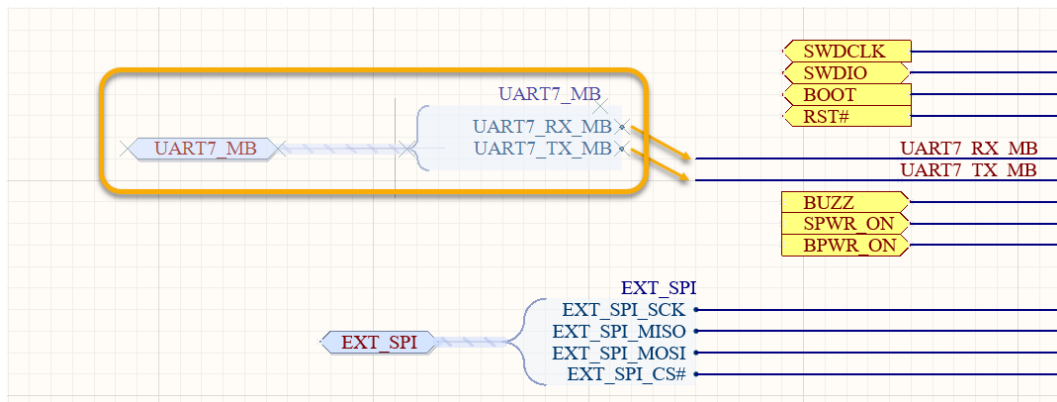 SWDCLK
SWDIO
UART7_MB
BOOT
RST#
UART7_RX_MB
UART7_MB
UART7_TX_MB
UART7_RX_MB
UART7_TX_MB
BUZZ
SPWR_ON
BPWR_ON
EXT_SPI
EXT_SPI_SCK
EXT_SPI_MISO
EXT_SPI
EXT_SPI_MOSI
EXT_SPI_CS#